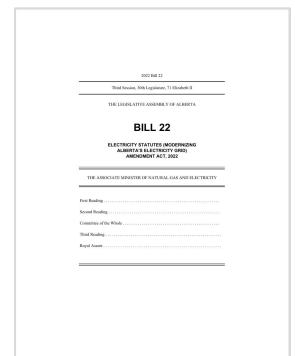 2022 Bill 22
Third Session, 30th Legislature, 71 Elizabeth II
THE LEGISLATIVE ASSEMBLY OF ALBERTA
BILL 22
ELECTRICITY STATUTES (MODERNIZING
ALBERTA'S ELECTRICITY GRID)
AMENDMENT ACT, 2022
THE ASSOCIATE MINISTER OF NATURAL GAS AND ELECTRICITY
First Reading . . . . . . . . . . . . . . . . . . . . . . . . . . . . . . . . . . . . . . . . . . . . . . . .
Second Reading . . . . . . . . . . . . . . . . . . . . . . . . . . . . . . . . . . . . . . . . . . . . . .
Committee of the Whole . . . . . . . . . . . . . . . . . . . . . . . . . . . . . . . . . . . . . . .
Third Reading . . . . . . . . . . . . . . . . . . . . . . . . . . . . . . . . . . . . . . . . . . . . . . .
Royal Assent . . . . . . . . . . . . . . . . . . . . . . . . . . . . . . . . . . . . . . . . . . . . . . . .